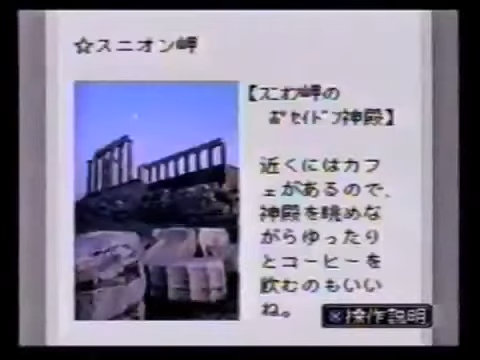 ☆スニオン岬
【ｽﾆｵﾝ岬の
ﾎﾟｾｲﾄﾞﾝ神殿】
近くにはカフ
ェがあるので、
神殿を眺めな
がらゆったり
とコーヒーを
飲むのもいい
ね。
※操作説明